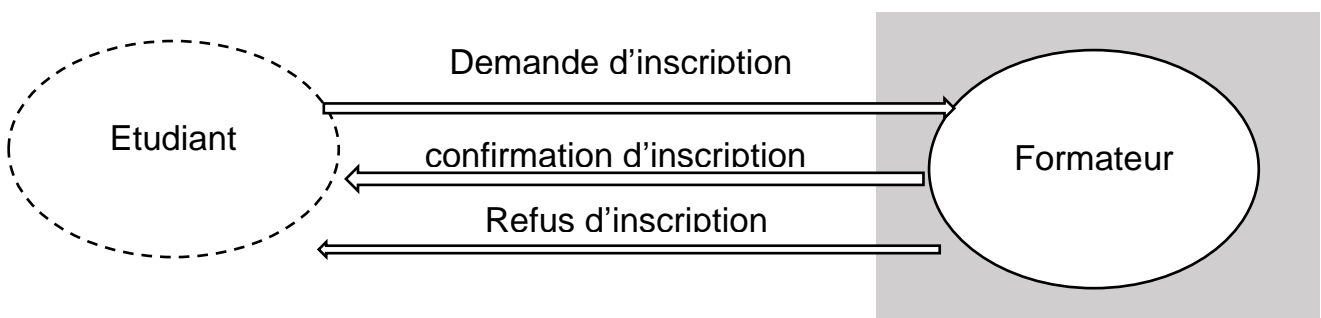 Demande d’inscription
Etudiant
confirmation d’inscription
Formateur
Refus d’inscription